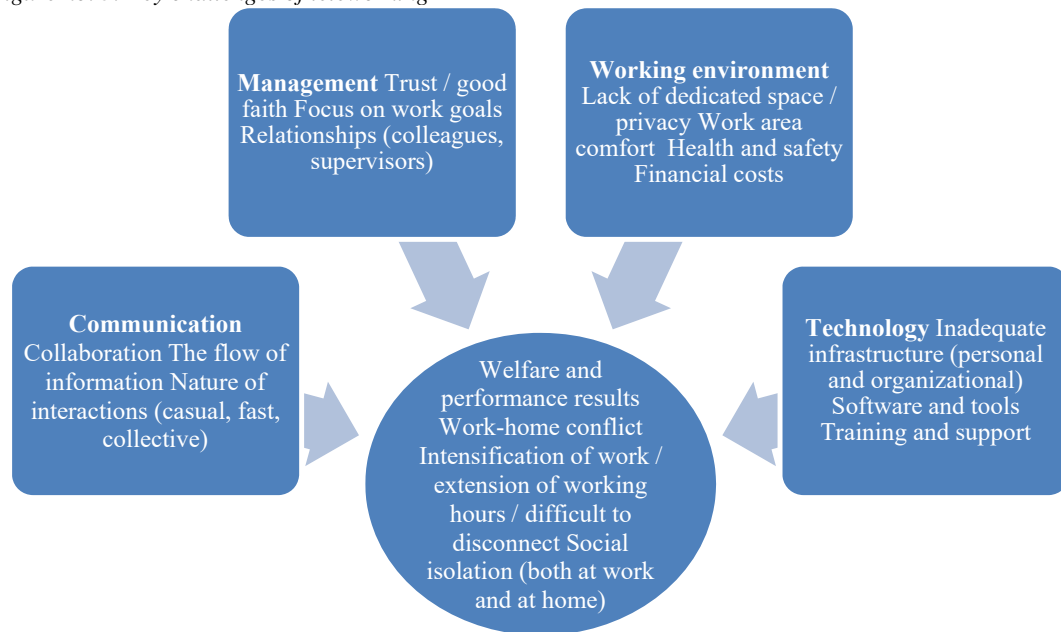 Management Trust / good
faith Focus on work goals
Relationships (colleagues,
supervisors)
Working environment
Lack of dedicated space /
privacy Work area
comfort Health and safety
Financial costs
Communication
Collaboration The flow of
information Nature of
interactions (casual, fast,
collective)
Technology Inadequate
infrastructure (personal
and organizational)
Software and tools
Training and support
Welfare and
performance results
Work-home conflict
Intensification of work /
extension of working
hours / difficult to
disconnect Social
isolation (both at work
and at home)